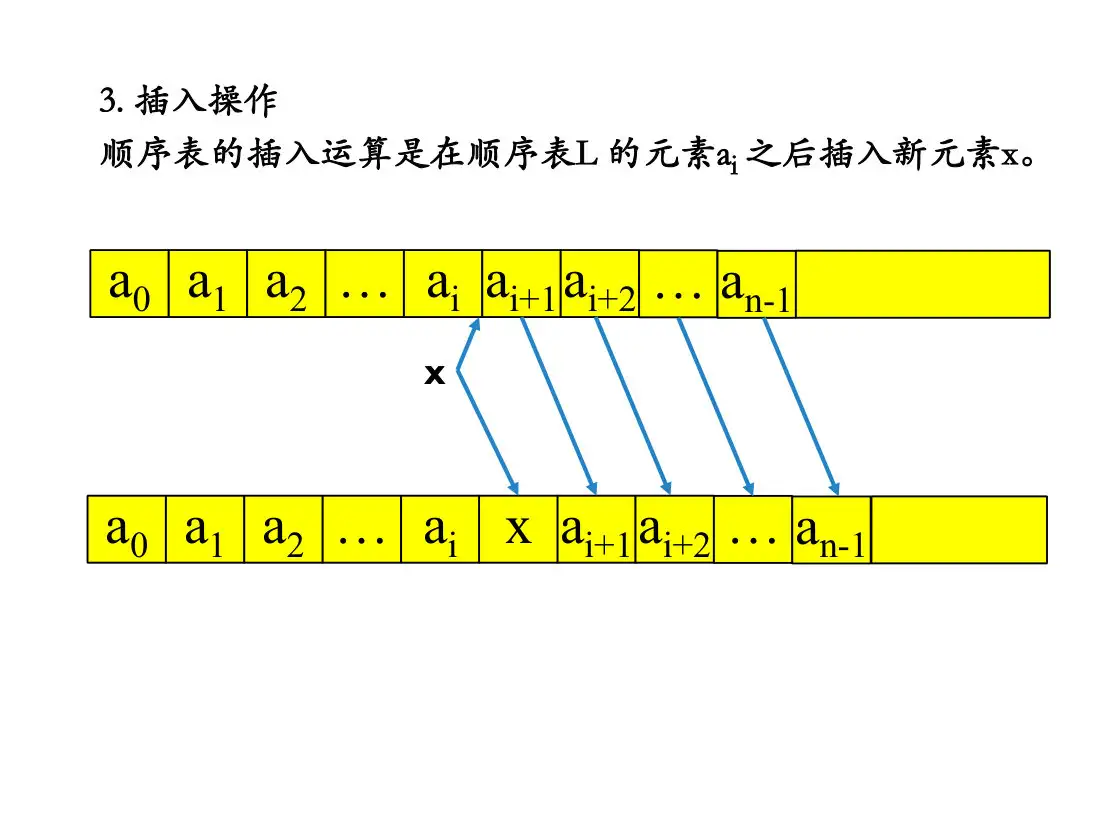 3. 插入操作
顺序表的插入运算是在顺序表L 的元素aᵢ 之后插入新元素x。
a₀ a₁ a₂ … aᵢ aᵢ₊₁ aᵢ₊₂ … aₙ₋₁
x
a₀ a₁ a₂ … aᵢ x aᵢ₊₁ aᵢ₊₂ … aₙ₋₁